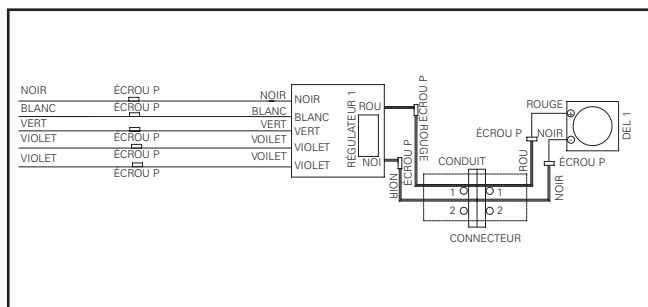 NOIR ÉCROU P NOIR NOIR
BLANC ÉCROU P BLANC BLANC
VERT ÉCROU P VERT VERT
VIOLET ÉCROU P VOILET VIOLET
VIOLET ÉCROU P VOILET VIOLET
RÉGULATEUR 1
ROU
NOI
ÉCROU P
ROUGE
ÉCROU P
NOIR
CONDUIT
1 1
2 2
CONNECTEUR
ROUGE
ÉCROU P NOIR
ROU
ÉCROU P
NOIR
DEL 1